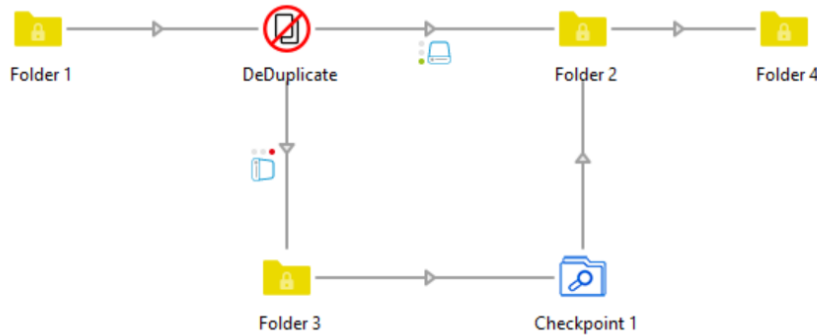 Folder 1
DeDuplicate
Folder 2
Folder 4
Folder 3
Checkpoint 1